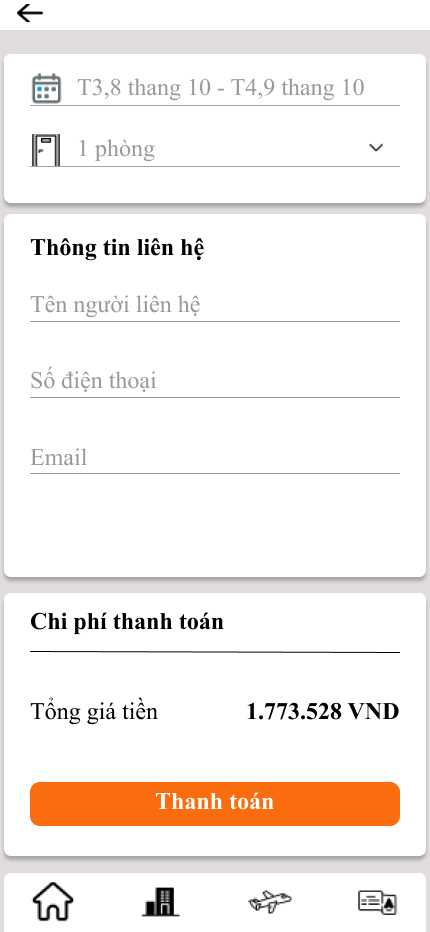 T3,8 thang 10 - T4,9 thang 10
1 phòng
Thông tin liên hệ
Tên người liên hệ
Số điện thoại
Email
Chi phí thanh toán
Tổng giá tiền 1.773.528 VND
Thanh toán